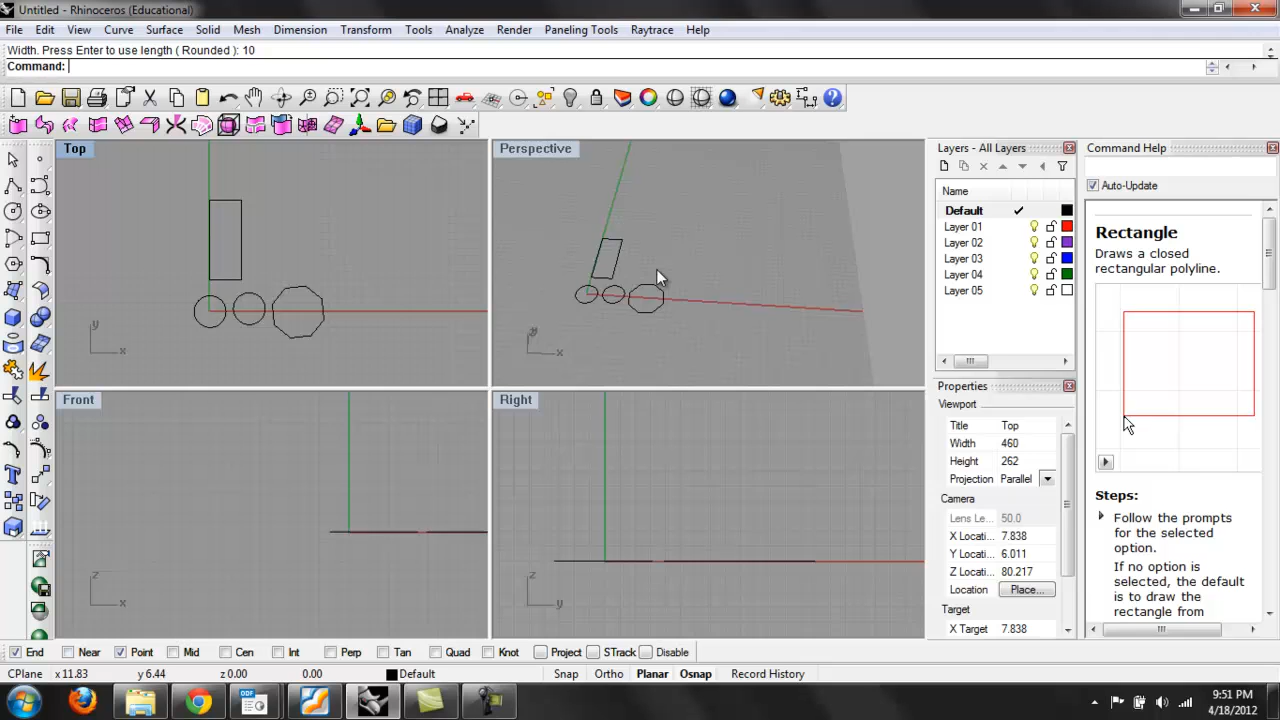 Untitled - Rhinoceros (Educational)
File Edit View Curve Surface Solid Mesh Dimension Transform Tools Analyze Render Paneling Tools Raytrace Help
Width. Press Enter to use length ( Rounded ): 10
Command:
Top
Perspective
Layers - All Layers
Command Help
Auto-Update
Name
Default
Layer 01
Layer 02
Layer 03
Layer 04
Layer 05
Rectangle
Draws a closed
rectangular polyline.
y
x
y
x
Front
Right
z
x
z
y
Properties
Viewport
Title Top
Width 460
Height 262
Projection Parallel
Camera
Lens Le... 50.0
X Locati... 7.838
Y Locati... 6.011
Z Locati... 80.217
Location Place...
Target
X Target 7.838
Steps:
Follow the prompts
for the selected
option.
If no option is
selected, the default
is to draw the
rectangle from
End Near Point Mid Cen Int Perp Tan Quad Knot Project STrack Disable
CPlane x 11.83 y 6.44 z 0.00 0.00 Default Snap Ortho Planar Osnap Record History
9:51 PM
4/18/2012